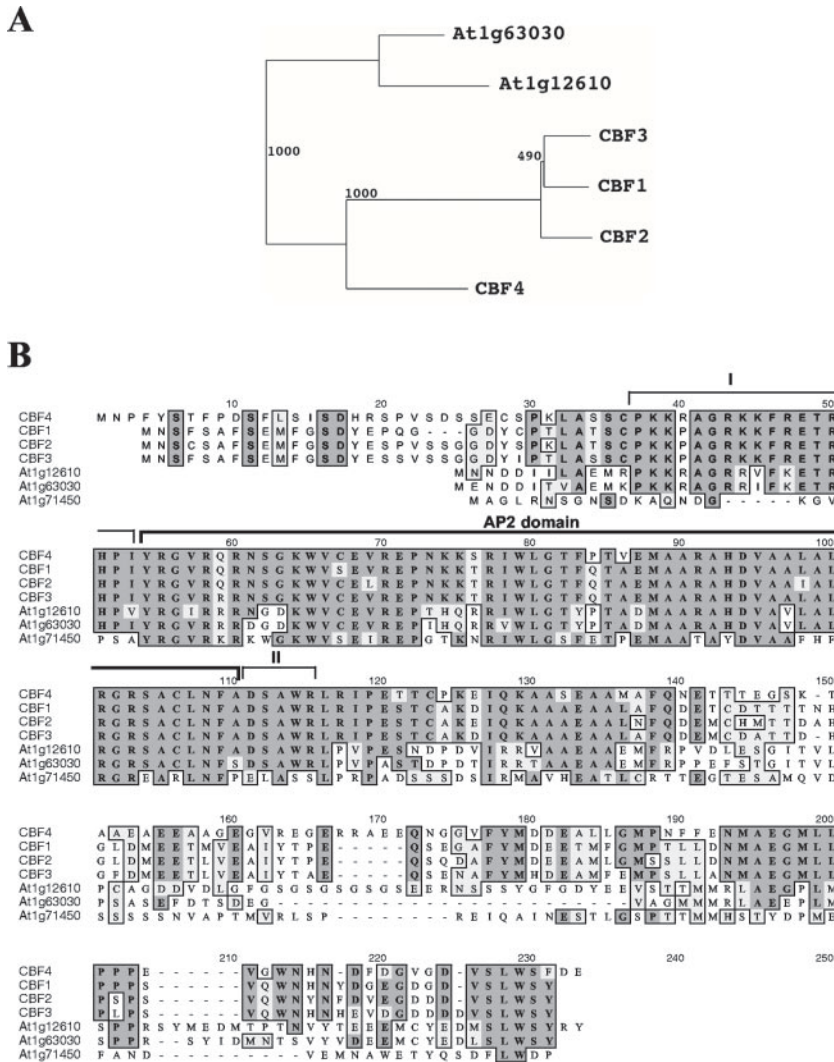 A
At1g63030
At1g12610
CBF3
490
CBF1
1000
1000
CBF2
CBF4
B
I
10 20 30 40 50
CBF4 M N P F Y S T F P D S F L S I S D H R S P V S D S S E C S P K L A S S C P K K R A G R K K F R E T R
CBF1 M N S F S A F S E M F G S D Y E P Q G - - - G D Y C P T L A T S C P K K P A G R K K F R E T R
CBF2 M N S C S A F S E M F G S D Y E S P V S S G G D Y S P K L A T S C P K K P A G R K K F R E T R
CBF3 M N S F S A F S E M F G S D Y E S S V S S G G D Y I P T L A S S C P K K P A G R K K F R E T R
At1g12610 M N N D D I I L A E M R P K K R A G R R V F K E T R
At1g63030 M E N D D I T V A E M K P K K R A G R R I F K E T R
At1g71450 M A G L R N S G N S D K A Q N D G - - - - - K G V
AP2 domain
60 70 80 90 100
CBF4 H P I Y R G V R Q R N S G K W V C E V R E P N K K S R I W L G T F P T V E M A A R A H D V A A L A L
CBF1 H P I Y R G V R Q R N S G K W V S E V R E P N K K T R I W L G T F Q T A E M A A R A H D V A A L A L
CBF2 H P I Y R G V R Q R N S G K W V C E L R E P N K K T R I W L G T F Q T A E M A A R A H D V A A I A L
CBF3 H P I Y R G V R R R N S G K W V C E V R E P N K K T R I W L G T F Q T A E M A A R A H D V A A L A L
At1g12610 H P V Y R G I R R R N G D K W V C E V R E P T H Q R R I W L G T Y P T A D M A A R A H D V A V L A L
At1g63030 H P I Y R G V R R R D G D K W V C E V R E P T H Q R R V W L G T Y P T A D M A A R A H D V A V L A L
At1g71450 P S A Y R G V R K R K W G K W V S E I R E P G T K N R I W L G S F E T P E M A A T A Y D V A A F H F
II
110 120 130 140 150
CBF4 R G R S A C L N F A D S A W R L R I P E T T C P K E I Q K A A S E A A M A F Q N E T T T E G S K - T
CBF1 R G R S A C L N F A D S A W R L R I P E S T C A K D I Q K A A A E A A L A F Q D E T C D T T T T N H
CBF2 R G R S A C L N F A D S A W R L R I P E S T C A K E I Q K A A A E A A L N F Q D E M C H M T T D A H
CBF3 R G R S A C L N F A D S A W R L R I P E S T C A K D I Q K A A A E A A L A F Q D E M C D A T T D - H
At1g12610 R G R S A C L N F A D S A W R L P V P E S N D P D V I R R V A A E A A E M F R P V D L E S G I T V L
At1g63030 R G R S A C L N F S D S A W R L P V P A S T D P D T I R R T A A E A A E M F R P P E F S T G I T V L
At1g71450 R G R E A R L N F P E L A S S L P R P A D S S S D S I R M A V H E A T L C R T T E G T E S A M Q V D
160 170 180 190 200
CBF4 A A E A E E A A G E G V R E G E R R A E E Q N G G V F Y M D D E A L L G M P N F F E N M A E G M L L
CBF1 G L D M E E T M V E A I Y T P E - - - - - - Q S E G A F Y M D E E T M F G M P T L L D N M A E G M L L
CBF2 G L D M E E T L V E A I Y T P E - - - - - - Q S Q D A F Y M D E E A M L G M S S L L D N M A E G M L L
CBF3 G F D M E E T L V E A I Y T A E - - - - - - Q S E N A F Y M H D E A M F E M P S L L A N M A E G M L L
At1g12610 P C A G D D V D L G F G S G S G S G S G S E E R N S S S Y G F G D Y E E V S T T M M R L A E G P L M
At1g63030 P S A S E F D T S D E G - - - - - - - - - - - - - - - - - - - - - - - - V A G M M M R L A E E P L M
At1g71450 S S S S S N V A P T M V R L S P - - - - - - R E I Q A I N E S T L G S P T T M M H S T Y D P M E
210 220 230 240 250
CBF4 P P P E - - - - - - V G W N H N - D F D G V G D - V S L W S F D E
CBF1 P P P S - - - - - - V Q W N H N Y D G E G D G D - V S L W S Y
CBF2 P S P S - - - - - - V Q W N Y N F D V E G D D D - V S L W S Y
CBF3 P L P S - - - - - - V Q W N H N H E V D G D D D D V S L W S Y
At1g12610 S P P R S Y M E D M T P T N V Y T E E E M C Y E D M S L W S Y R Y
At1g63030 S P P R - S Y I D M N T S V Y V D E E M C Y E D L S L W S Y
At1g71450 F A N D - - - - - - V E M N A W E T Y Q S D F L W D P